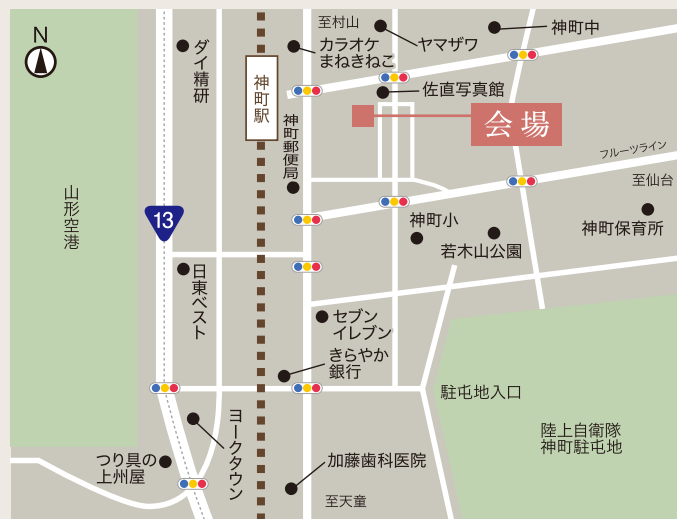 N
至村山
ダイ精研
カラオケ
まねきねこ
ヤマザワ
神町中
神町駅
佐直写真館
会場
神町郵便局
フルーツライン
至仙台
山形空港
13
神町小
若木山公園
神町保育所
日東ベスト
セブン
イレブン
きらやか
銀行
駐屯地入口
ヨークタウン
陸上自衛隊
神町駐屯地
つり具の
上州屋
加藤歯科医院
至天童